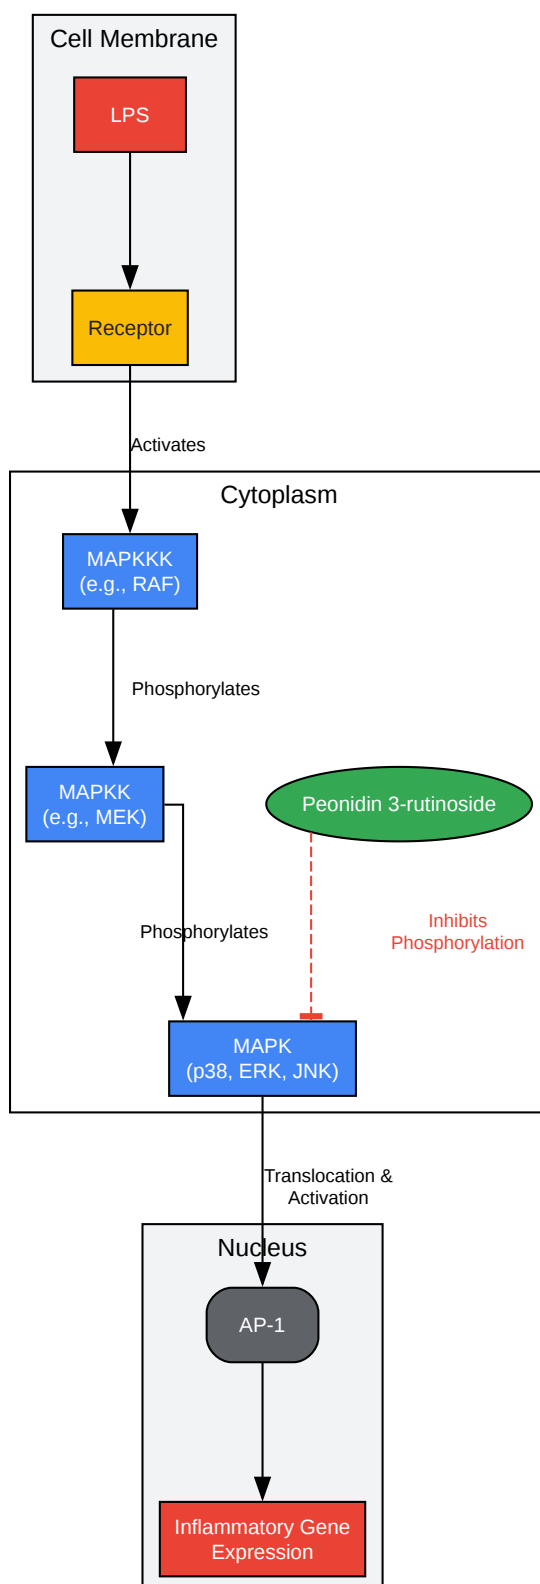 Cell Membrane
LPS
Receptor
Activates
Cytoplasm
MAPKKK
(e.g., RAF)
Phosphorylates
MAPKK
(e.g., MEK)
Peonidin 3-rutinoside
Phosphorylates
Inhibits
Phosphorylation
MAPK
(p38, ERK, JNK)
Translocation &
Activation
Nucleus
AP-1
Inflammatory Gene
Expression